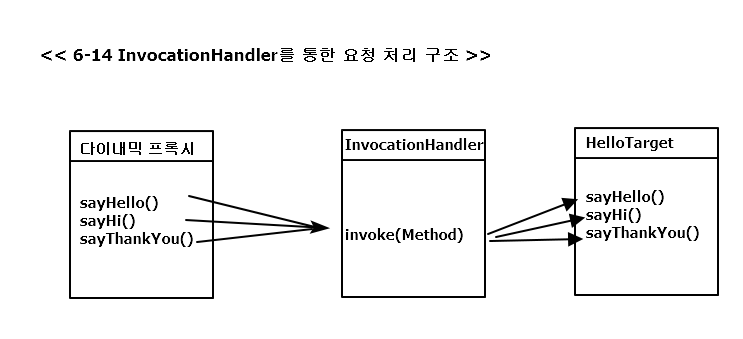 << 6-14 InvocationHandler를 통한 요청 처리 구조 >>
다이내믹 프록시
sayHello()
sayHi()
sayThankYou()
InvocationHandler
invoke(Method)
HelloTarget
sayHello()
sayHi()
sayThankYou()